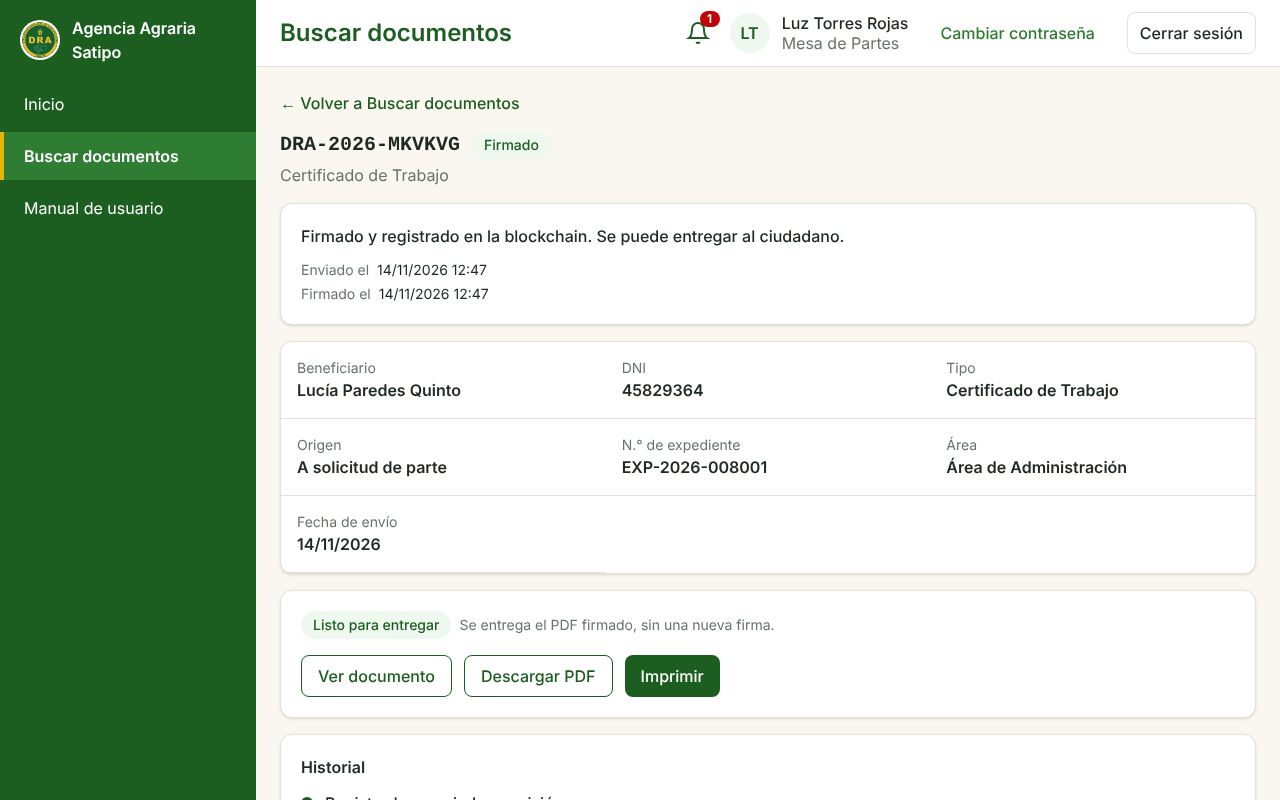 DRA
Agencia Agraria
Satipo
Inicio
Buscar documentos
Manual de usuario
Buscar documentos
1
LT
Luz Torres Rojas
Mesa de Partes
Cambiar contraseña
Cerrar sesión
← Volver a Buscar documentos
DRA-2026-MKVKVG
Firmado
Certificado de Trabajo
Firmado y registrado en la blockchain. Se puede entregar al ciudadano.
Enviado el 14/11/2026 12:47
Firmado el 14/11/2026 12:47
Beneficiario
Lucía Paredes Quinto
DNI
45829364
Tipo
Certificado de Trabajo
Origen
A solicitud de parte
N.° de expediente
EXP-2026-008001
Área
Área de Administración
Fecha de envío
14/11/2026
Listo para entregar
Se entrega el PDF firmado, sin una nueva firma.
Ver documento
Descargar PDF
Imprimir
Historial